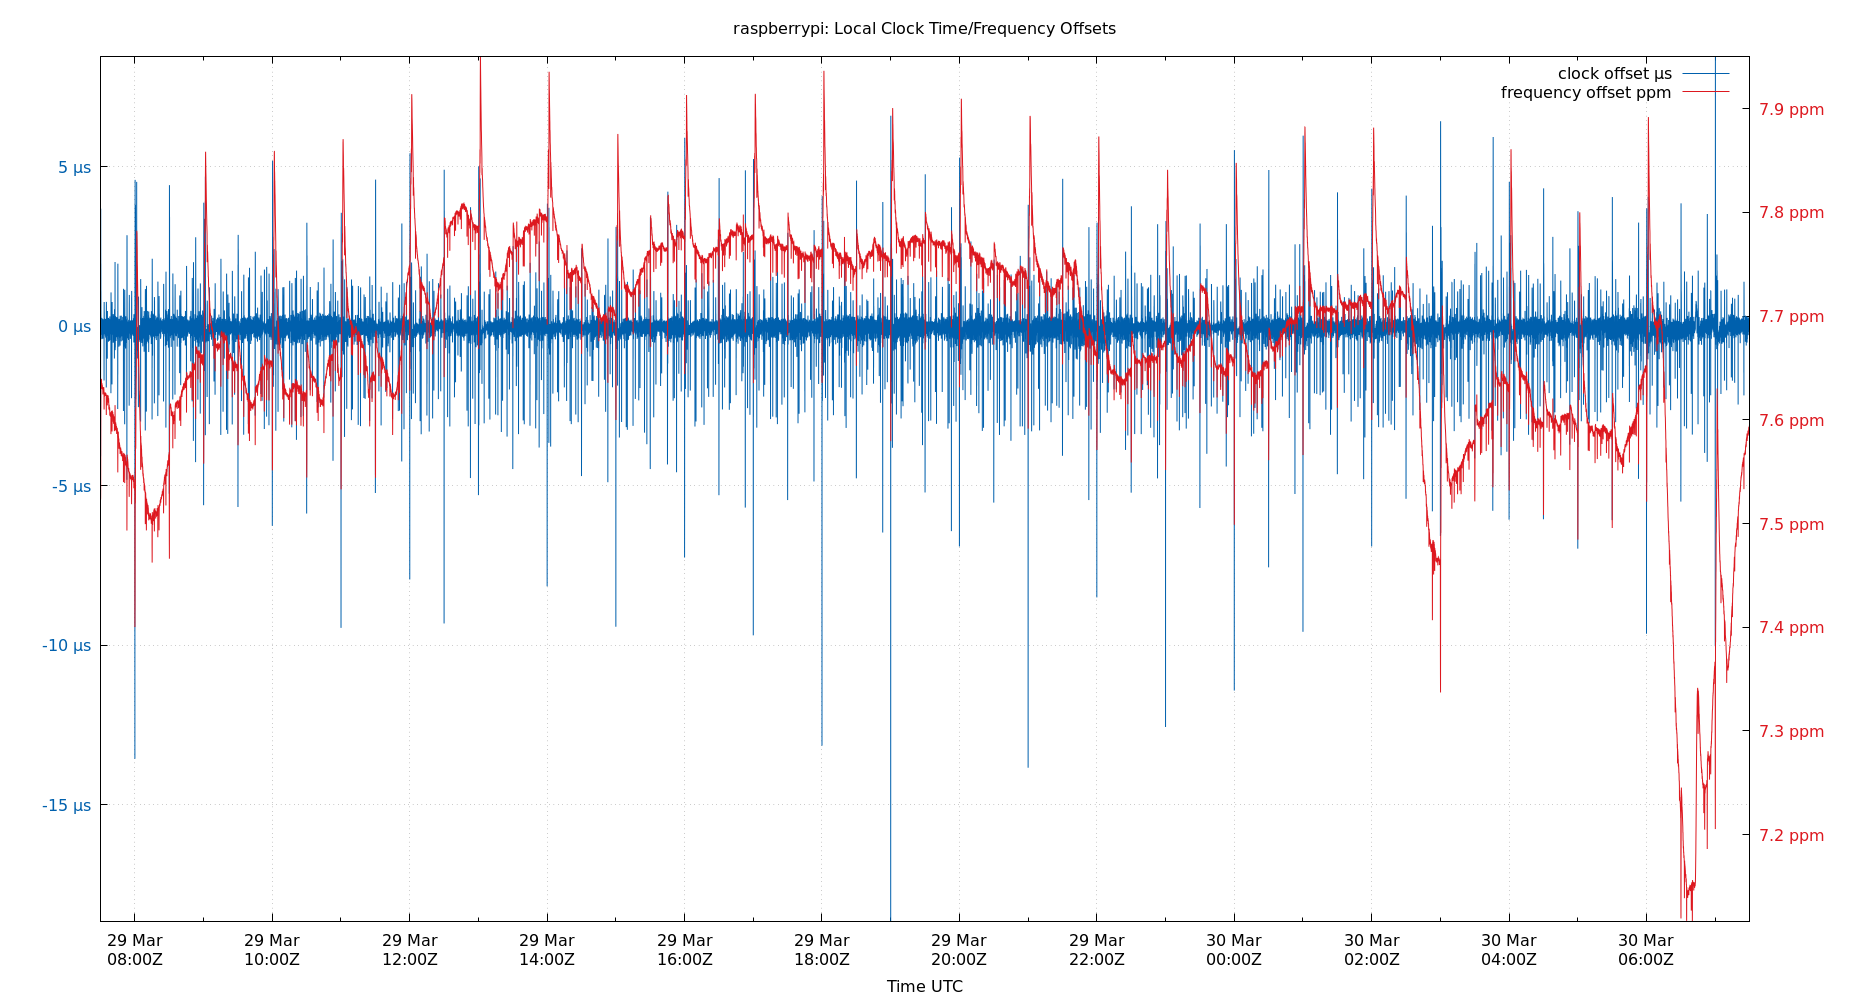 raspberrypi: Local Clock Time/Frequency Offsets
clock offset µs
frequency offset ppm
5 µs
0 µs
-5 µs
-10 µs
-15 µs
7.9 ppm
7.8 ppm
7.7 ppm
7.6 ppm
7.5 ppm
7.4 ppm
7.3 ppm
7.2 ppm
29 Mar 29 Mar 29 Mar 29 Mar 29 Mar 29 Mar 29 Mar 29 Mar 30 Mar 30 Mar 30 Mar 30 Mar
08:00Z 10:00Z 12:00Z 14:00Z 16:00Z 18:00Z 20:00Z 22:00Z 00:00Z 02:00Z 04:00Z 06:00Z
Time UTC